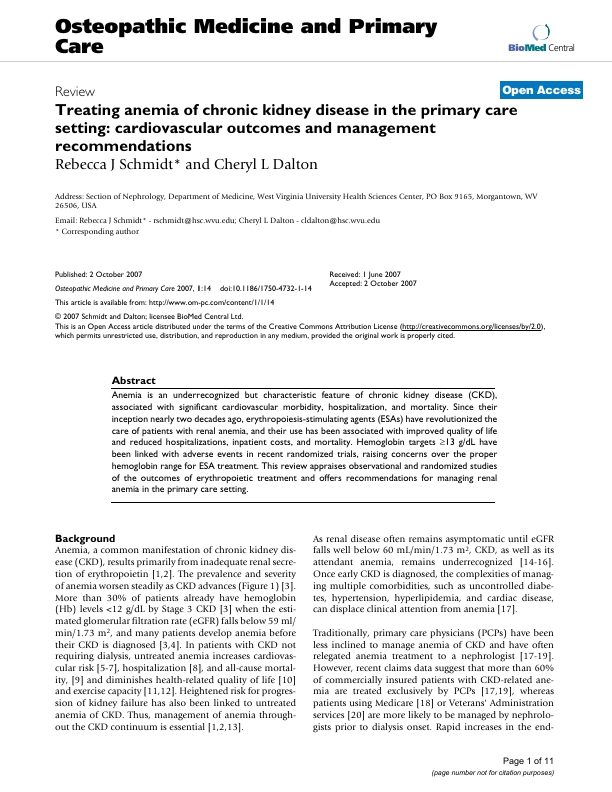 Osteopathic Medicine and Primary
Care
BioMed Central
Open Access
Review
Treating anemia of chronic kidney disease in the primary care
setting: cardiovascular outcomes and management
recommendations
Rebecca J Schmidt* and Cheryl L Dalton
Address: Section of Nephrology, Department of Medicine, West Virginia University Health Sciences Center, PO Box 9165, Morgantown, WV
26506, USA
Email: Rebecca J Schmidt* - rschmidt@hsc.wvu.edu; Cheryl L Dalton - cldalton@hsc.wvu.edu
* Corresponding author
Published: 2 October 2007
Osteopathic Medicine and Primary Care 2007, 1:14 doi:10.1186/1750-4732-1-14
This article is available from: http://www.om-pc.com/content/1/1/14
Received: 1 June 2007
Accepted: 2 October 2007
© 2007 Schmidt and Dalton; licensee BioMed Central Ltd.
This is an Open Access article distributed under the terms of the Creative Commons Attribution License (http://creativecommons.org/licenses/by/2.0),
which permits unrestricted use, distribution, and reproduction in any medium, provided the original work is properly cited.
Abstract
Anemia is an underrecognized but characteristic feature of chronic kidney disease (CKD),
associated with significant cardiovascular morbidity, hospitalization, and mortality. Since their
inception nearly two decades ago, erythropoiesis-stimulating agents (ESAs) have revolutionized the
care of patients with renal anemia, and their use has been associated with improved quality of life
and reduced hospitalizations, inpatient costs, and mortality. Hemoglobin targets ≥13 g/dL have
been linked with adverse events in recent randomized trials, raising concerns over the proper
hemoglobin range for ESA treatment. This review appraises observational and randomized studies
of the outcomes of erythropoietic treatment and offers recommendations for managing renal
anemia in the primary care setting.
Background
Anemia, a common manifestation of chronic kidney dis-
ease (CKD), results primarily from inadequate renal secre-
tion of erythropoietin [1,2]. The prevalence and severity
of anemia worsen steadily as CKD advances (Figure 1) [3].
More than 30% of patients already have hemoglobin
(Hb) levels <12 g/dL by Stage 3 CKD [3] when the esti-
mated glomerular filtration rate (eGFR) falls below 59 ml/
min/1.73 m², and many patients develop anemia before
their CKD is diagnosed [3,4]. In patients with CKD not
requiring dialysis, untreated anemia increases cardiovas-
cular risk [5-7], hospitalization [8], and all-cause mortal-
ity, [9] and diminishes health-related quality of life [10]
and exercise capacity [11,12]. Heightened risk for progres-
sion of kidney failure has also been linked to untreated
anemia of CKD. Thus, management of anemia through-
out the CKD continuum is essential [1,2,13].
As renal disease often remains asymptomatic until eGFR
falls well below 60 mL/min/1.73 m², CKD, as well as its
attendant anemia, remains underrecognized [14-16].
Once early CKD is diagnosed, the complexities of manag-
ing multiple comorbidities, such as uncontrolled diabe-
tes, hypertension, hyperlipidemia, and cardiac disease,
can displace clinical attention from anemia [17].
Traditionally, primary care physicians (PCPs) have been
less inclined to manage anemia of CKD and have often
relegated anemia treatment to a nephrologist [17-19].
However, recent claims data suggest that more than 60%
of commercially insured patients with CKD-related ane-
mia are treated exclusively by PCPs [17,19], whereas
patients using Medicare [18] or Veterans' Administration
services [20] are more likely to be managed by nephrolo-
gists prior to dialysis onset. Rapid increases in the end-
Page 1 of 11
(page number not for citation purposes)